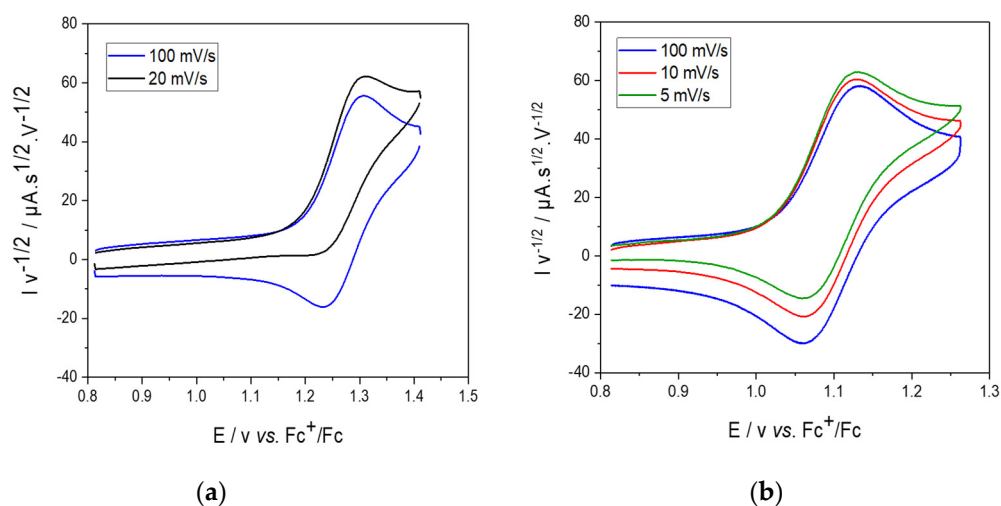 80
60
40
20
0
-20
-40
I v⁻¹/² / µA.s¹/².V⁻¹/²
100 mV/s
20 mV/s
0.8 0.9 1.0 1.1 1.2 1.3 1.4 1.5
E / v vs. Fc⁺/Fc
(a)
80
60
40
20
0
-20
-40
I v⁻¹/² / µA.s¹/².V⁻¹/²
100 mV/s
10 mV/s
5 mV/s
0.8 0.9 1.0 1.1 1.2 1.3
E / v vs. Fc⁺/Fc
(b)